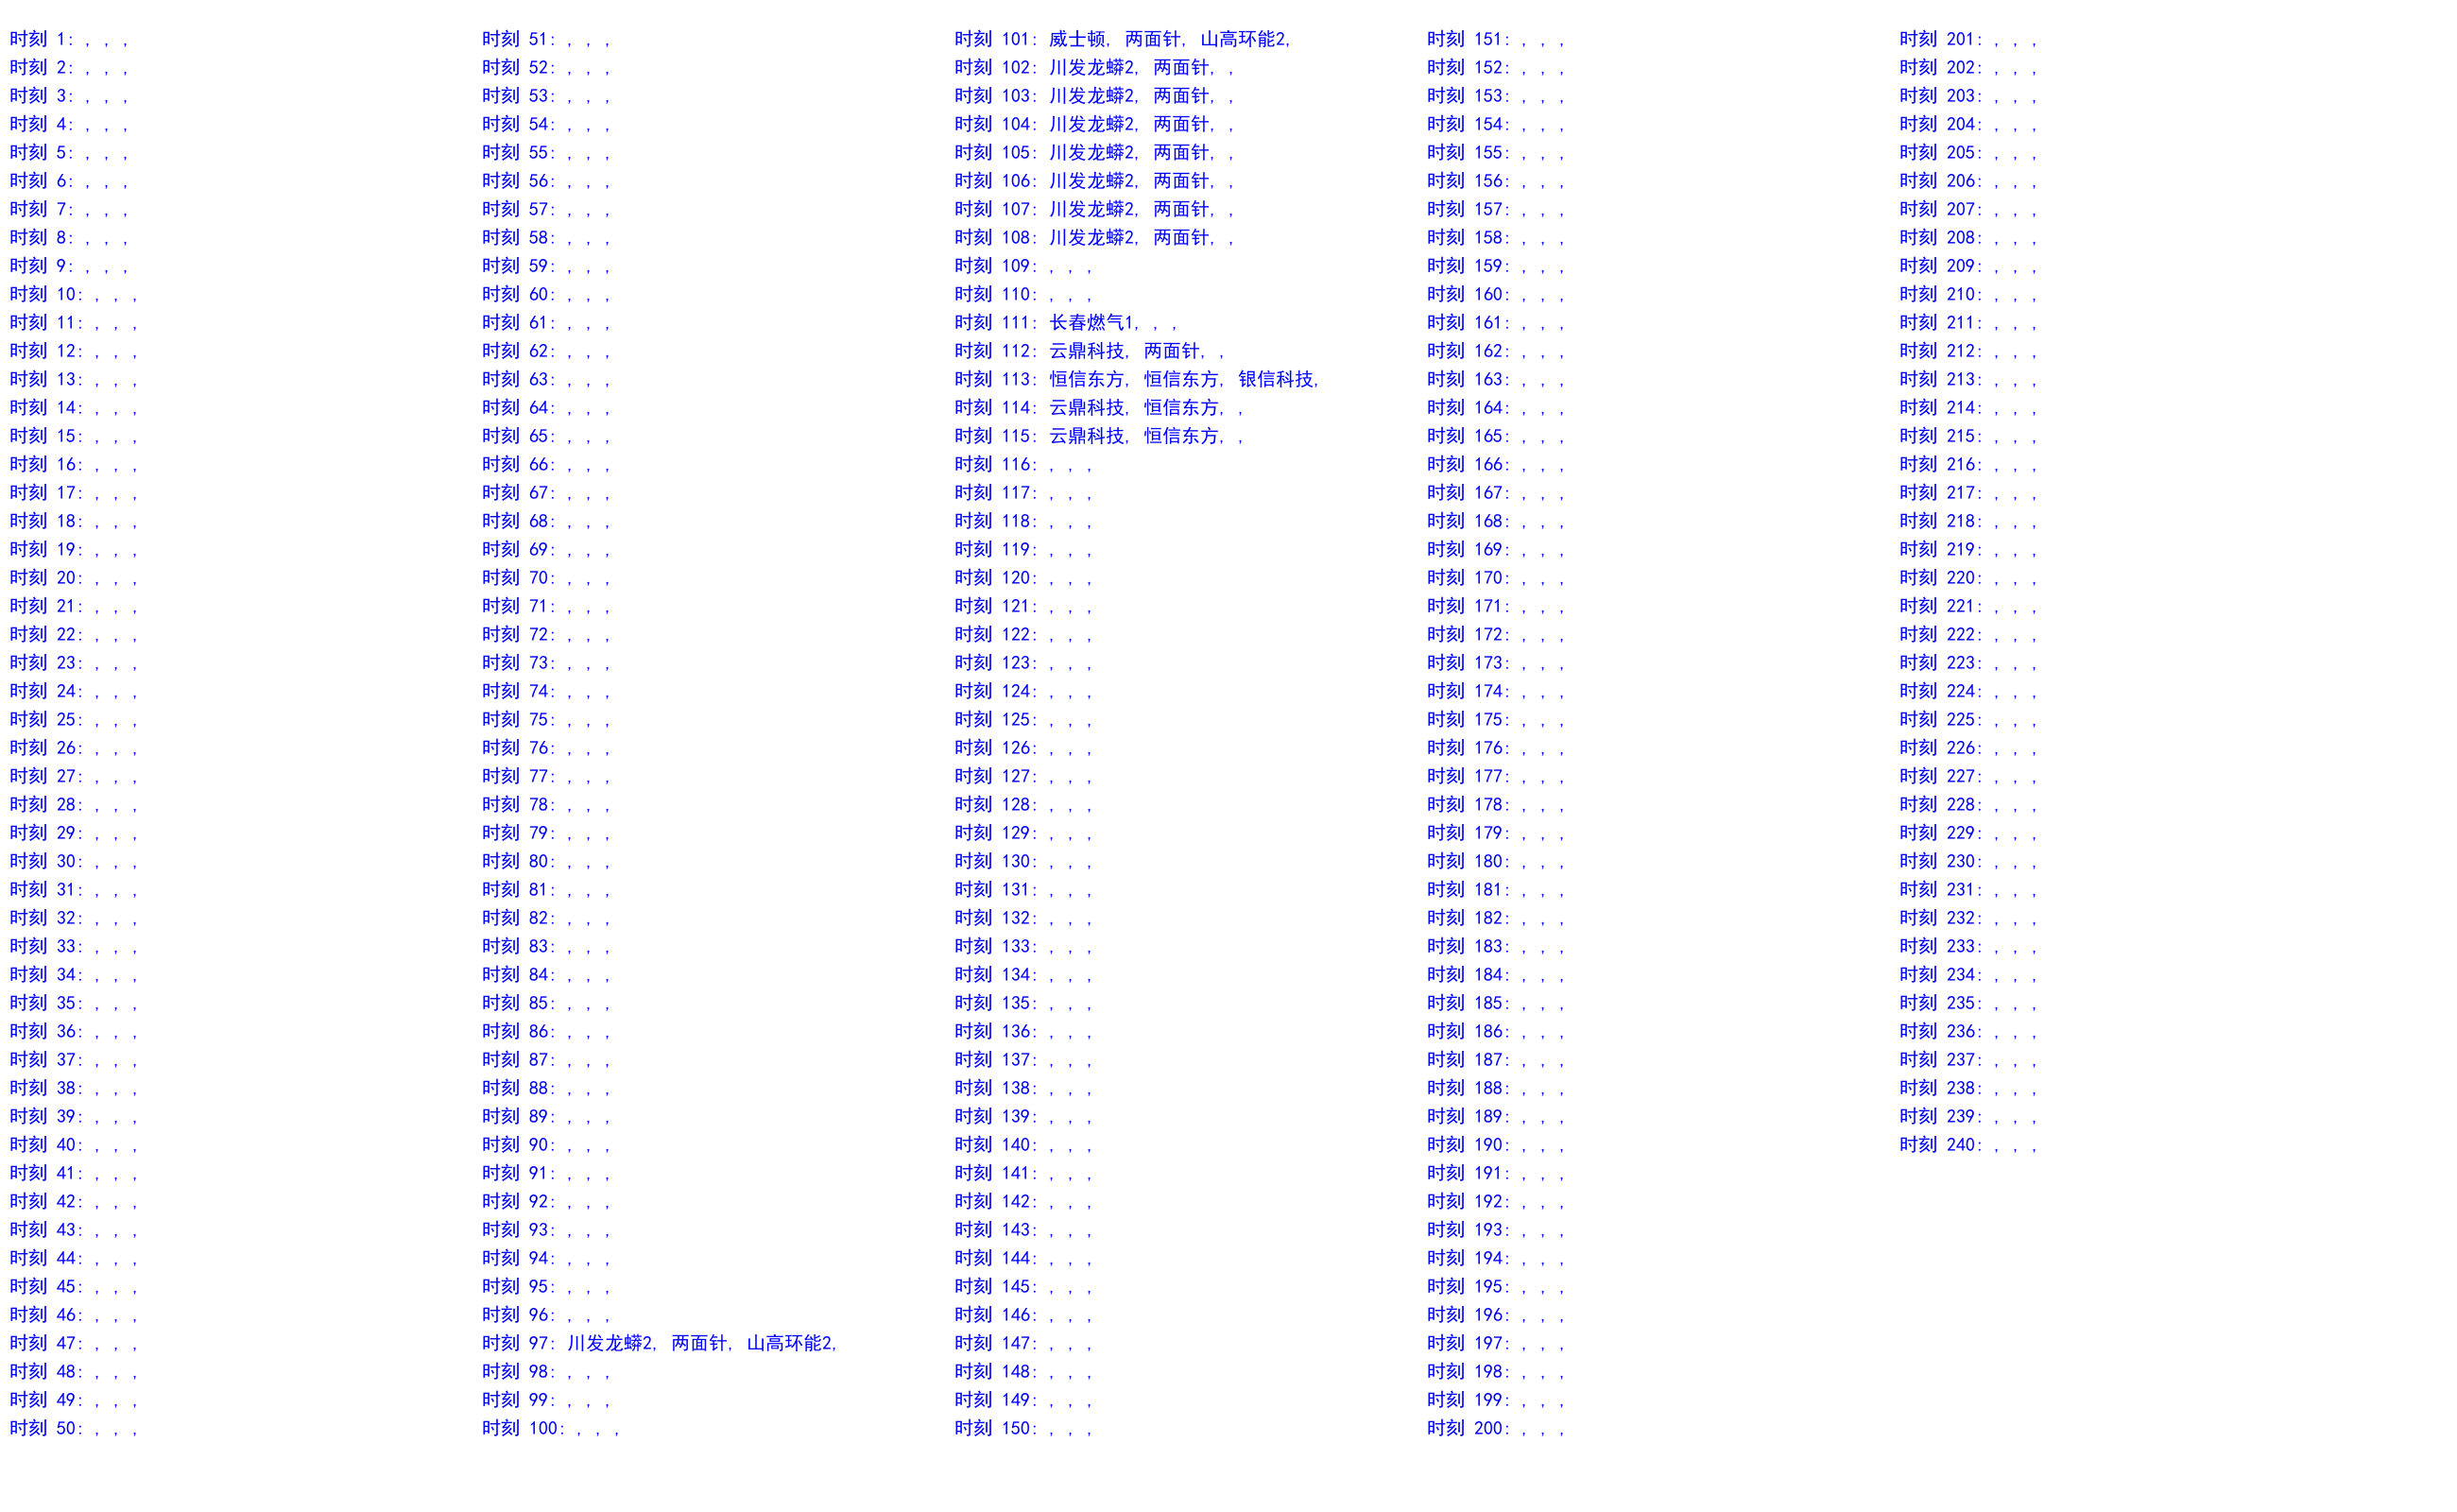 时刻 1: , , ,
时刻 2: , , ,
时刻 3: , , ,
时刻 4: , , ,
时刻 5: , , ,
时刻 6: , , ,
时刻 7: , , ,
时刻 8: , , ,
时刻 9: , , ,
时刻 10: , , ,
时刻 11: , , ,
时刻 12: , , ,
时刻 13: , , ,
时刻 14: , , ,
时刻 15: , , ,
时刻 16: , , ,
时刻 17: , , ,
时刻 18: , , ,
时刻 19: , , ,
时刻 20: , , ,
时刻 21: , , ,
时刻 22: , , ,
时刻 23: , , ,
时刻 24: , , ,
时刻 25: , , ,
时刻 26: , , ,
时刻 27: , , ,
时刻 28: , , ,
时刻 29: , , ,
时刻 30: , , ,
时刻 31: , , ,
时刻 32: , , ,
时刻 33: , , ,
时刻 34: , , ,
时刻 35: , , ,
时刻 36: , , ,
时刻 37: , , ,
时刻 38: , , ,
时刻 39: , , ,
时刻 40: , , ,
时刻 41: , , ,
时刻 42: , , ,
时刻 43: , , ,
时刻 44: , , ,
时刻 45: , , ,
时刻 46: , , ,
时刻 47: , , ,
时刻 48: , , ,
时刻 49: , , ,
时刻 50: , , ,
时刻 51: , , ,
时刻 52: , , ,
时刻 53: , , ,
时刻 54: , , ,
时刻 55: , , ,
时刻 56: , , ,
时刻 57: , , ,
时刻 58: , , ,
时刻 59: , , ,
时刻 60: , , ,
时刻 61: , , ,
时刻 62: , , ,
时刻 63: , , ,
时刻 64: , , ,
时刻 65: , , ,
时刻 66: , , ,
时刻 67: , , ,
时刻 68: , , ,
时刻 69: , , ,
时刻 70: , , ,
时刻 71: , , ,
时刻 72: , , ,
时刻 73: , , ,
时刻 74: , , ,
时刻 75: , , ,
时刻 76: , , ,
时刻 77: , , ,
时刻 78: , , ,
时刻 79: , , ,
时刻 80: , , ,
时刻 81: , , ,
时刻 82: , , ,
时刻 83: , , ,
时刻 84: , , ,
时刻 85: , , ,
时刻 86: , , ,
时刻 87: , , ,
时刻 88: , , ,
时刻 89: , , ,
时刻 90: , , ,
时刻 91: , , ,
时刻 92: , , ,
时刻 93: , , ,
时刻 94: , , ,
时刻 95: , , ,
时刻 96: , , ,
时刻 97: 川发龙蟒2, 两面针, 山高环能2,
时刻 98: , , ,
时刻 99: , , ,
时刻 100: , , ,
时刻 101: 威士顿, 两面针, 山高环能2,
时刻 102: 川发龙蟒2, 两面针, ,
时刻 103: 川发龙蟒2, 两面针, ,
时刻 104: 川发龙蟒2, 两面针, ,
时刻 105: 川发龙蟒2, 两面针, ,
时刻 106: 川发龙蟒2, 两面针, ,
时刻 107: 川发龙蟒2, 两面针, ,
时刻 108: 川发龙蟒2, 两面针, ,
时刻 109: , , ,
时刻 110: , , ,
时刻 111: 长春燃气1, , ,
时刻 112: 云鼎科技, 两面针, ,
时刻 113: 恒信东方, 恒信东方, 银信科技,
时刻 114: 云鼎科技, 恒信东方, ,
时刻 115: 云鼎科技, 恒信东方, ,
时刻 116: , , ,
时刻 117: , , ,
时刻 118: , , ,
时刻 119: , , ,
时刻 120: , , ,
时刻 121: , , ,
时刻 122: , , ,
时刻 123: , , ,
时刻 124: , , ,
时刻 125: , , ,
时刻 126: , , ,
时刻 127: , , ,
时刻 128: , , ,
时刻 129: , , ,
时刻 130: , , ,
时刻 131: , , ,
时刻 132: , , ,
时刻 133: , , ,
时刻 134: , , ,
时刻 135: , , ,
时刻 136: , , ,
时刻 137: , , ,
时刻 138: , , ,
时刻 139: , , ,
时刻 140: , , ,
时刻 141: , , ,
时刻 142: , , ,
时刻 143: , , ,
时刻 144: , , ,
时刻 145: , , ,
时刻 146: , , ,
时刻 147: , , ,
时刻 148: , , ,
时刻 149: , , ,
时刻 150: , , ,
时刻 151: , , ,
时刻 152: , , ,
时刻 153: , , ,
时刻 154: , , ,
时刻 155: , , ,
时刻 156: , , ,
时刻 157: , , ,
时刻 158: , , ,
时刻 159: , , ,
时刻 160: , , ,
时刻 161: , , ,
时刻 162: , , ,
时刻 163: , , ,
时刻 164: , , ,
时刻 165: , , ,
时刻 166: , , ,
时刻 167: , , ,
时刻 168: , , ,
时刻 169: , , ,
时刻 170: , , ,
时刻 171: , , ,
时刻 172: , , ,
时刻 173: , , ,
时刻 174: , , ,
时刻 175: , , ,
时刻 176: , , ,
时刻 177: , , ,
时刻 178: , , ,
时刻 179: , , ,
时刻 180: , , ,
时刻 181: , , ,
时刻 182: , , ,
时刻 183: , , ,
时刻 184: , , ,
时刻 185: , , ,
时刻 186: , , ,
时刻 187: , , ,
时刻 188: , , ,
时刻 189: , , ,
时刻 190: , , ,
时刻 191: , , ,
时刻 192: , , ,
时刻 193: , , ,
时刻 194: , , ,
时刻 195: , , ,
时刻 196: , , ,
时刻 197: , , ,
时刻 198: , , ,
时刻 199: , , ,
时刻 200: , , ,
时刻 201: , , ,
时刻 202: , , ,
时刻 203: , , ,
时刻 204: , , ,
时刻 205: , , ,
时刻 206: , , ,
时刻 207: , , ,
时刻 208: , , ,
时刻 209: , , ,
时刻 210: , , ,
时刻 211: , , ,
时刻 212: , , ,
时刻 213: , , ,
时刻 214: , , ,
时刻 215: , , ,
时刻 216: , , ,
时刻 217: , , ,
时刻 218: , , ,
时刻 219: , , ,
时刻 220: , , ,
时刻 221: , , ,
时刻 222: , , ,
时刻 223: , , ,
时刻 224: , , ,
时刻 225: , , ,
时刻 226: , , ,
时刻 227: , , ,
时刻 228: , , ,
时刻 229: , , ,
时刻 230: , , ,
时刻 231: , , ,
时刻 232: , , ,
时刻 233: , , ,
时刻 234: , , ,
时刻 235: , , ,
时刻 236: , , ,
时刻 237: , , ,
时刻 238: , , ,
时刻 239: , , ,
时刻 240: , , ,